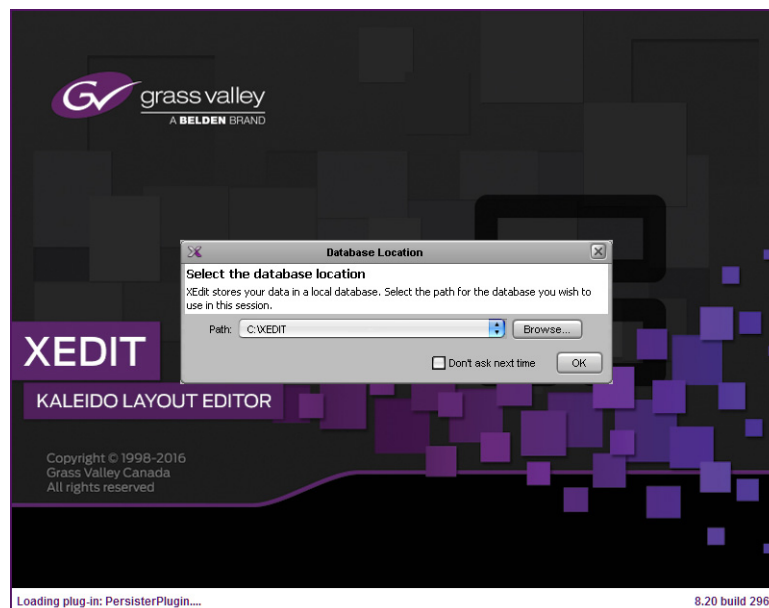 grass valley
A BELDEN BRAND
Database Location
Select the database location
XEdit stores your data in a local database. Select the path for the database you wish to
use in this session.
Path: C:\XEDIT Browse...
Don't ask next time OK
XEDIT
KALEIDO LAYOUT EDITOR
Copyright © 1998-2016
Grass Valley Canada
All rights reserved
Loading plug-in: PersisterPlugin.... 8.20 build 296